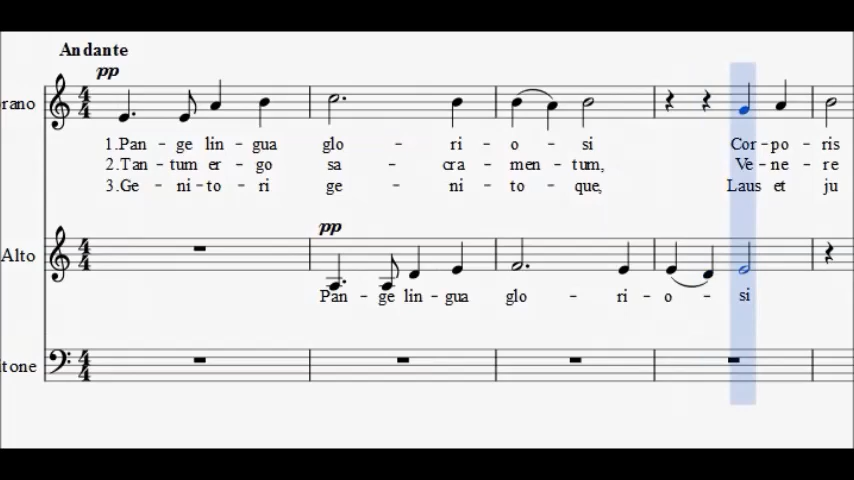 Andante
pp
rano
1.Pan- ge lin- gua glo - ri - o - si Cor- po- ris
2.Tan- tum er- go sa - cra - men - tum, Ve- ne- re
3.Ge- ni- to- ri ge - ni - to - que, Laus et ju
pp
Alto
Pan - ge lin - gua glo - ri - o - si
tone